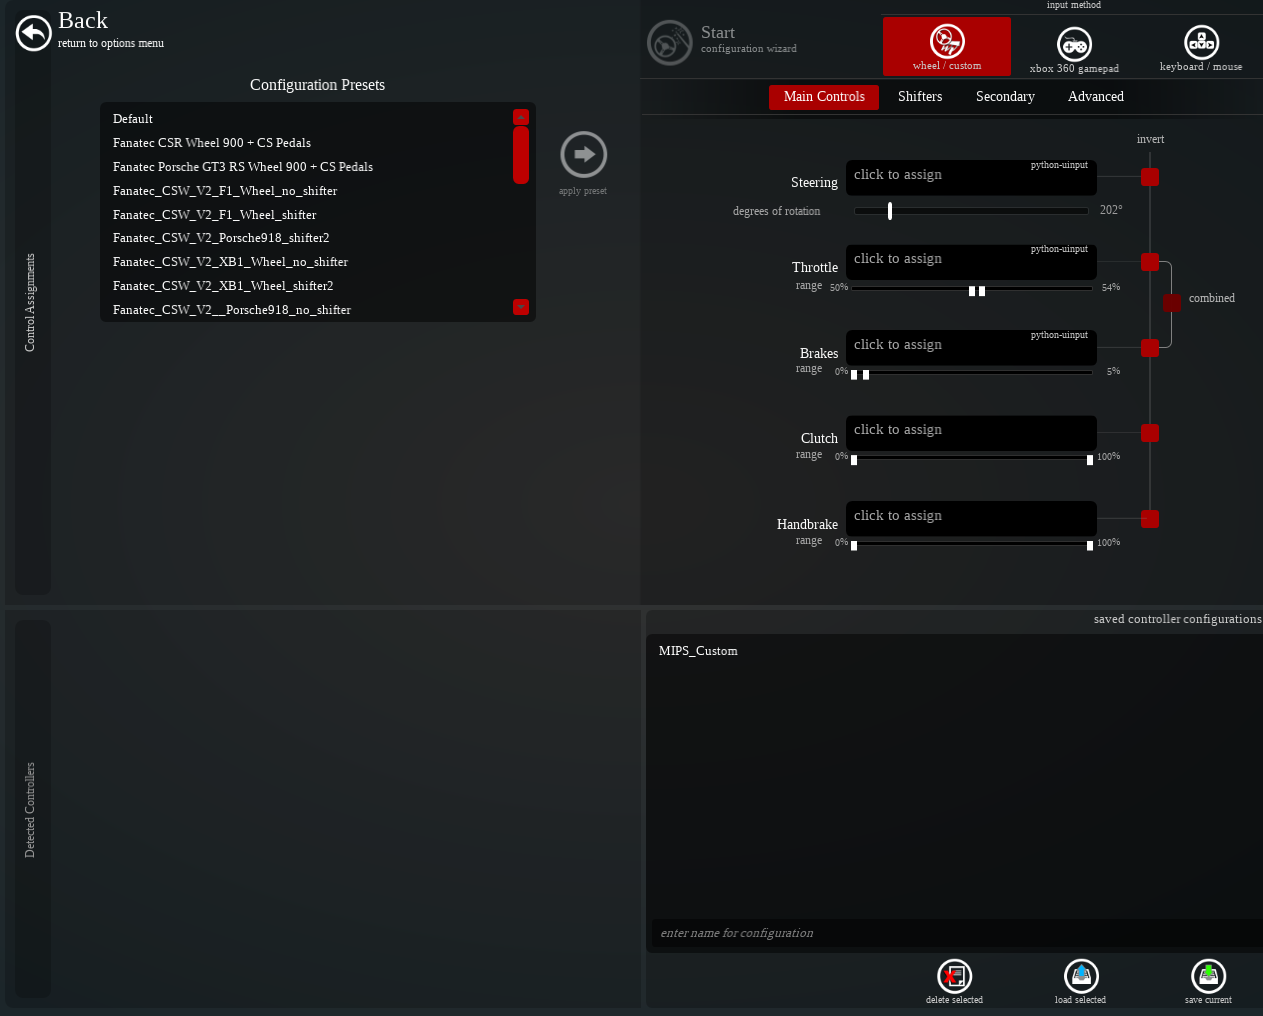 Back
return to options menu
Configuration Presets
Default
Fanatec CSR Wheel 900 + CS Pedals
Fanatec Porsche GT3 RS Wheel 900 + CS Pedals
Fanatec_CSW_V2_F1_Wheel_no_shifter
Fanatec_CSW_V2_F1_Wheel_shifter
Fanatec_CSW_V2_Porsche918_shifter2
Fanatec_CSW_V2_XB1_Wheel_no_shifter
Fanatec_CSW_V2_XB1_Wheel_shifter2
Fanatec_CSW_V2__Porsche918_no_shifter
apply preset
Control Assignments
Start
configuration wizard
input method
wheel / custom
xbox 360 gamepad
keyboard / mouse
Main Controls Shifters Secondary Advanced
invert
Steering click to assign python-uinput
degrees of rotation 202°
Throttle click to assign python-uinput
range 50% 54%
combined
Brakes click to assign python-uinput
range 0% 5%
Clutch click to assign
range 0% 100%
Handbrake click to assign
range 0% 100%
Detected Controllers
saved controller configurations
MIPS_Custom
enter name for configuration
delete selected
load selected
save current